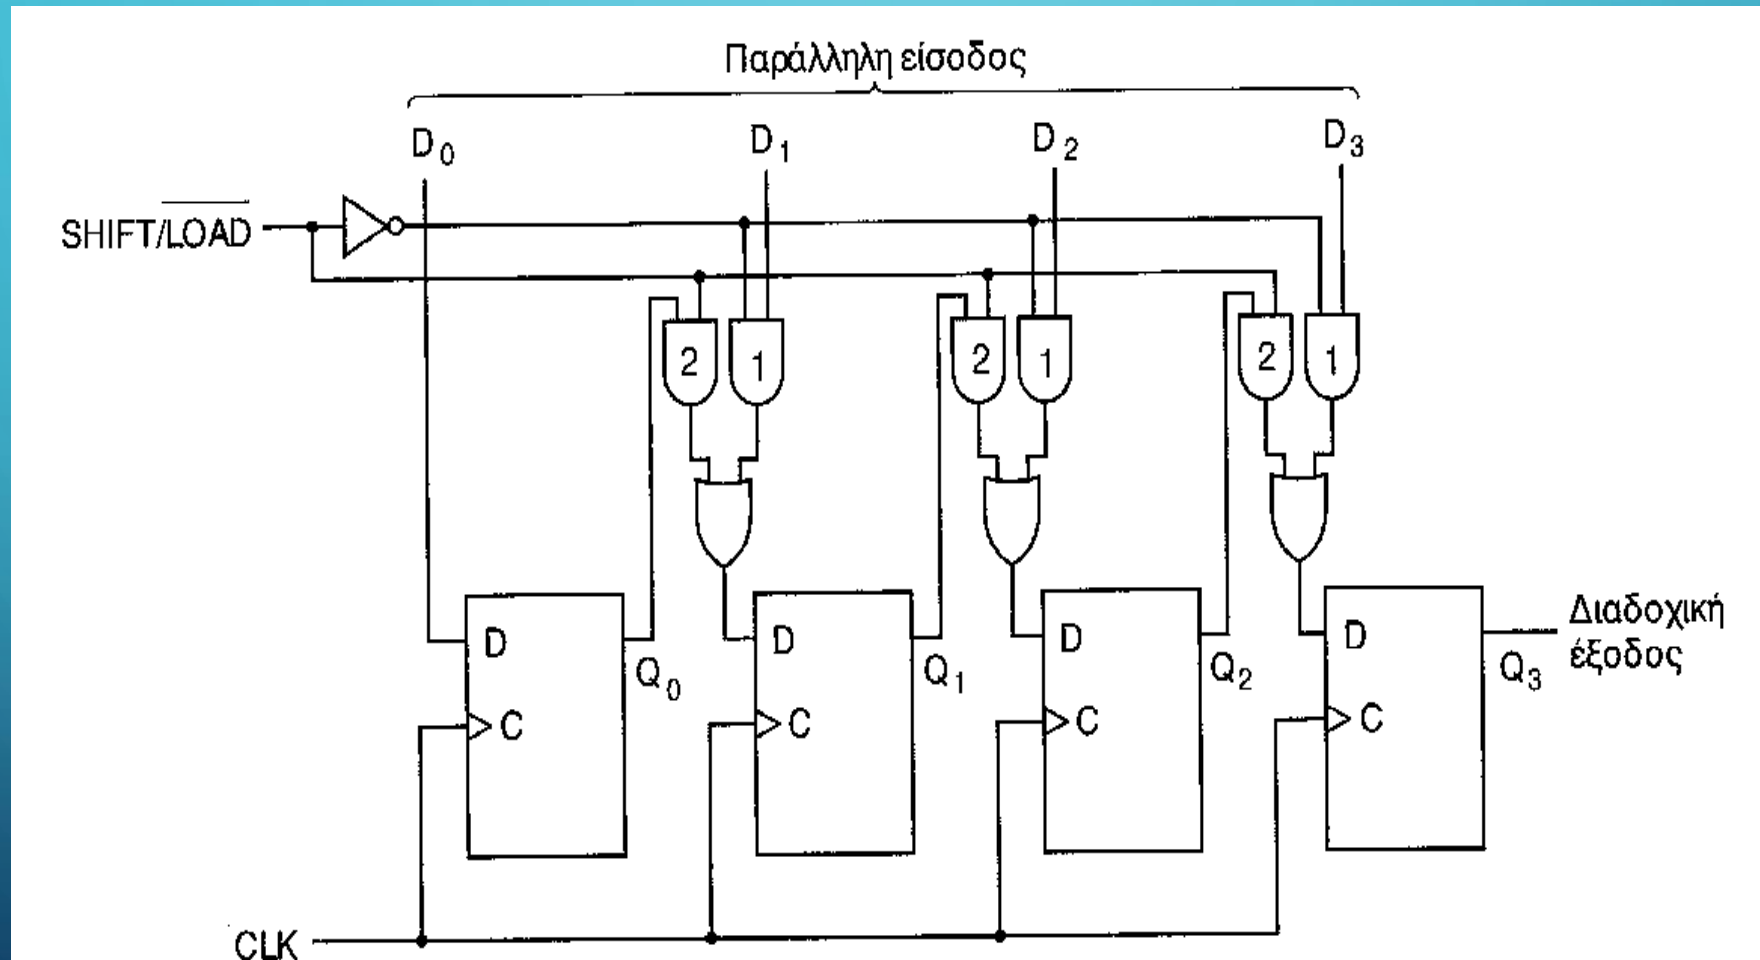 Παράλληλη είσοδος
D0 D1 D2 D3
SHIFT/LOAD
2 1 2 1 2 1
D Q0 D Q1 D Q2 D Q3 Διαδοχική
έξοδος
C C C C
CLK